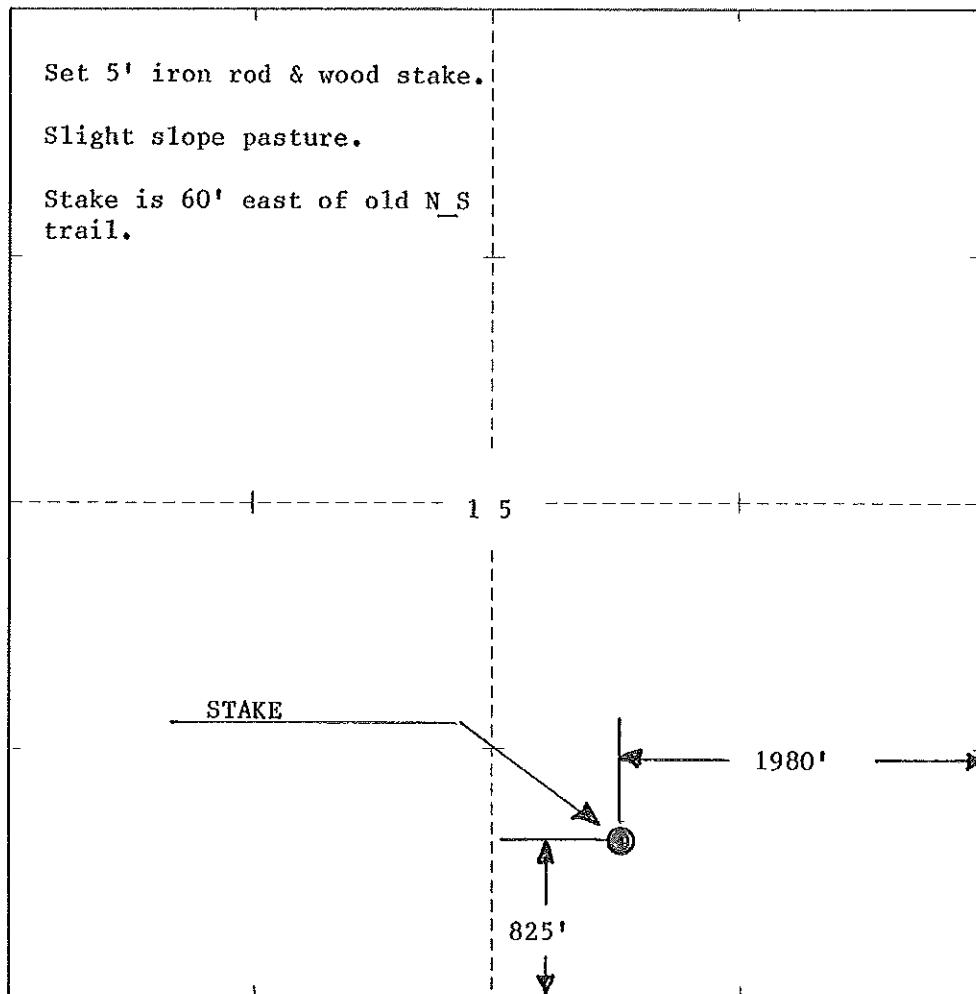 Set 5' iron rod & wood stake.
Slight slope pasture.
Stake is 60' east of old N_S
trail.
1 5
STAKE
1980'
825'